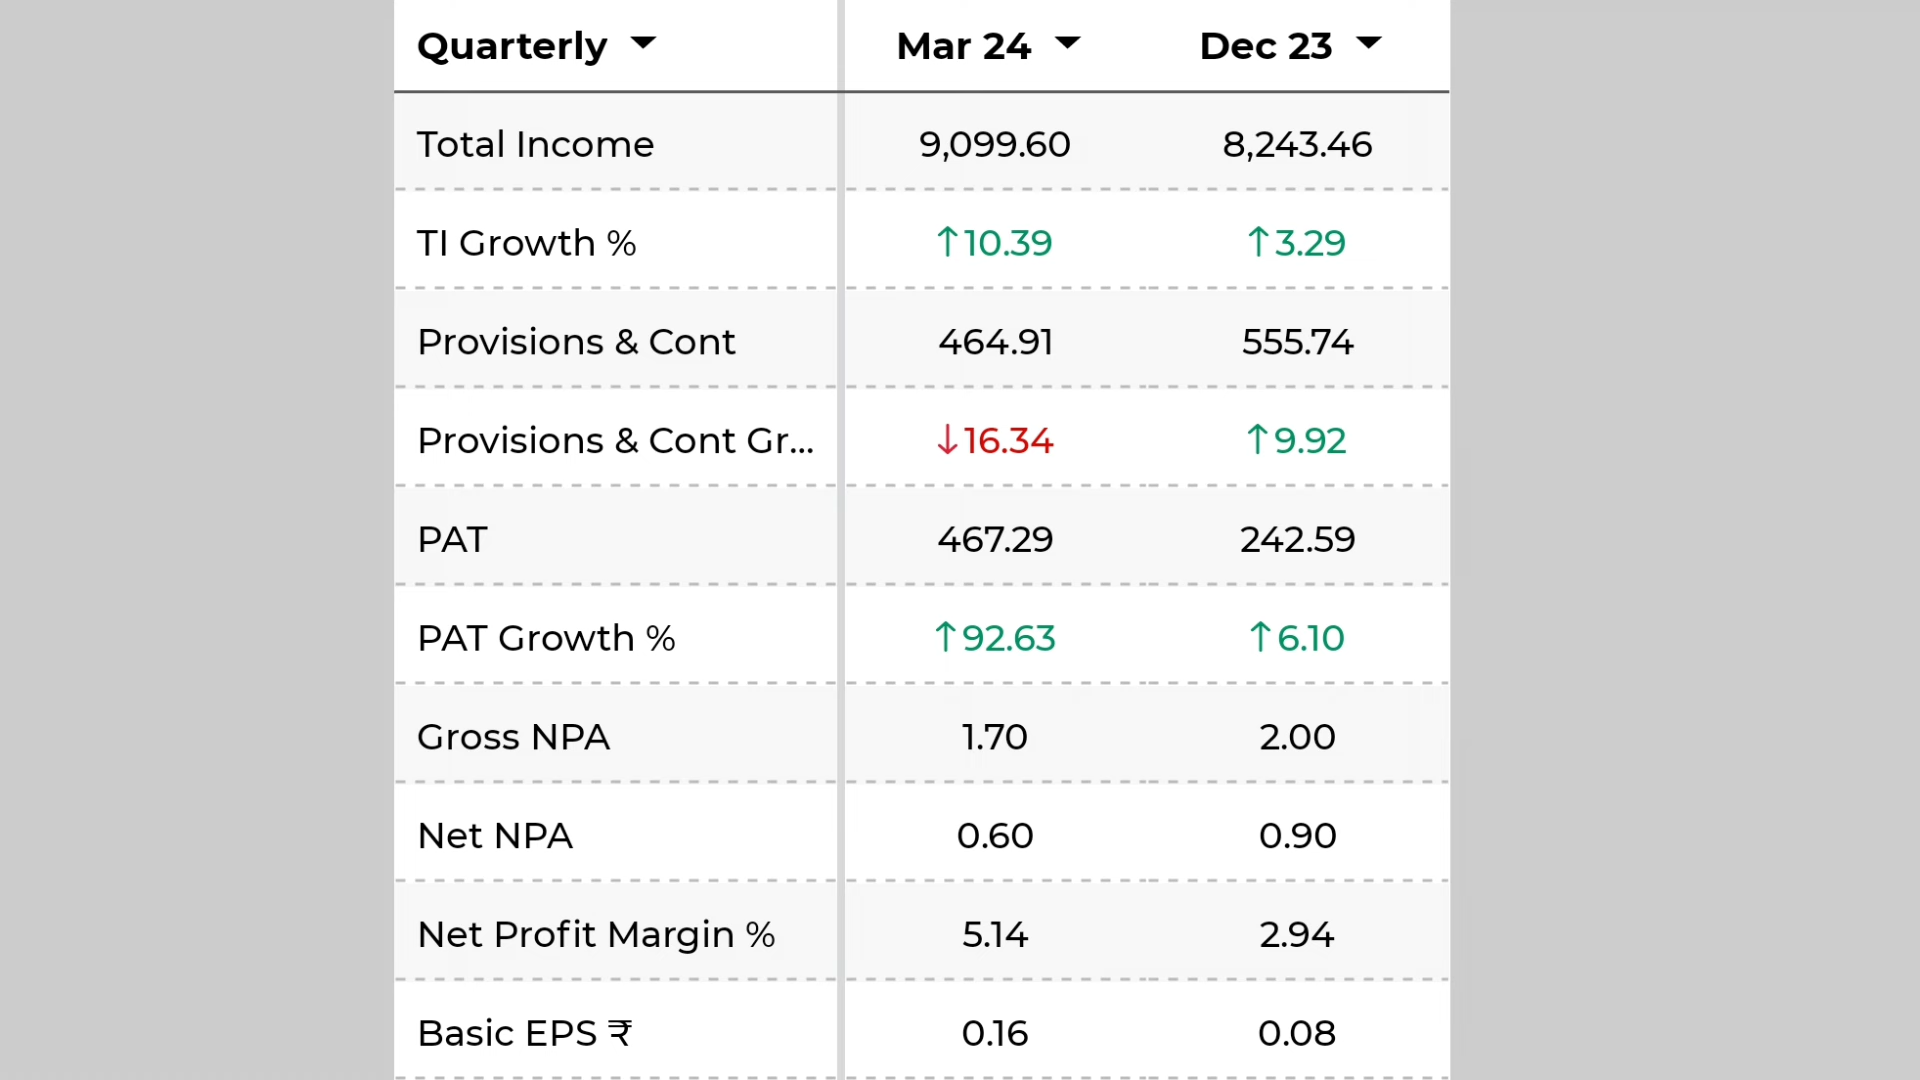 Quarterly Mar 24 Dec 23
Total Income 9,099.60 8,243.46
TI Growth % ↑10.39 ↑3.29
Provisions & Cont 464.91 555.74
Provisions & Cont Gr... ↓16.34 ↑9.92
PAT 467.29 242.59
PAT Growth % ↑92.63 ↑6.10
Gross NPA 1.70 2.00
Net NPA 0.60 0.90
Net Profit Margin % 5.14 2.94
Basic EPS ₹ 0.16 0.08